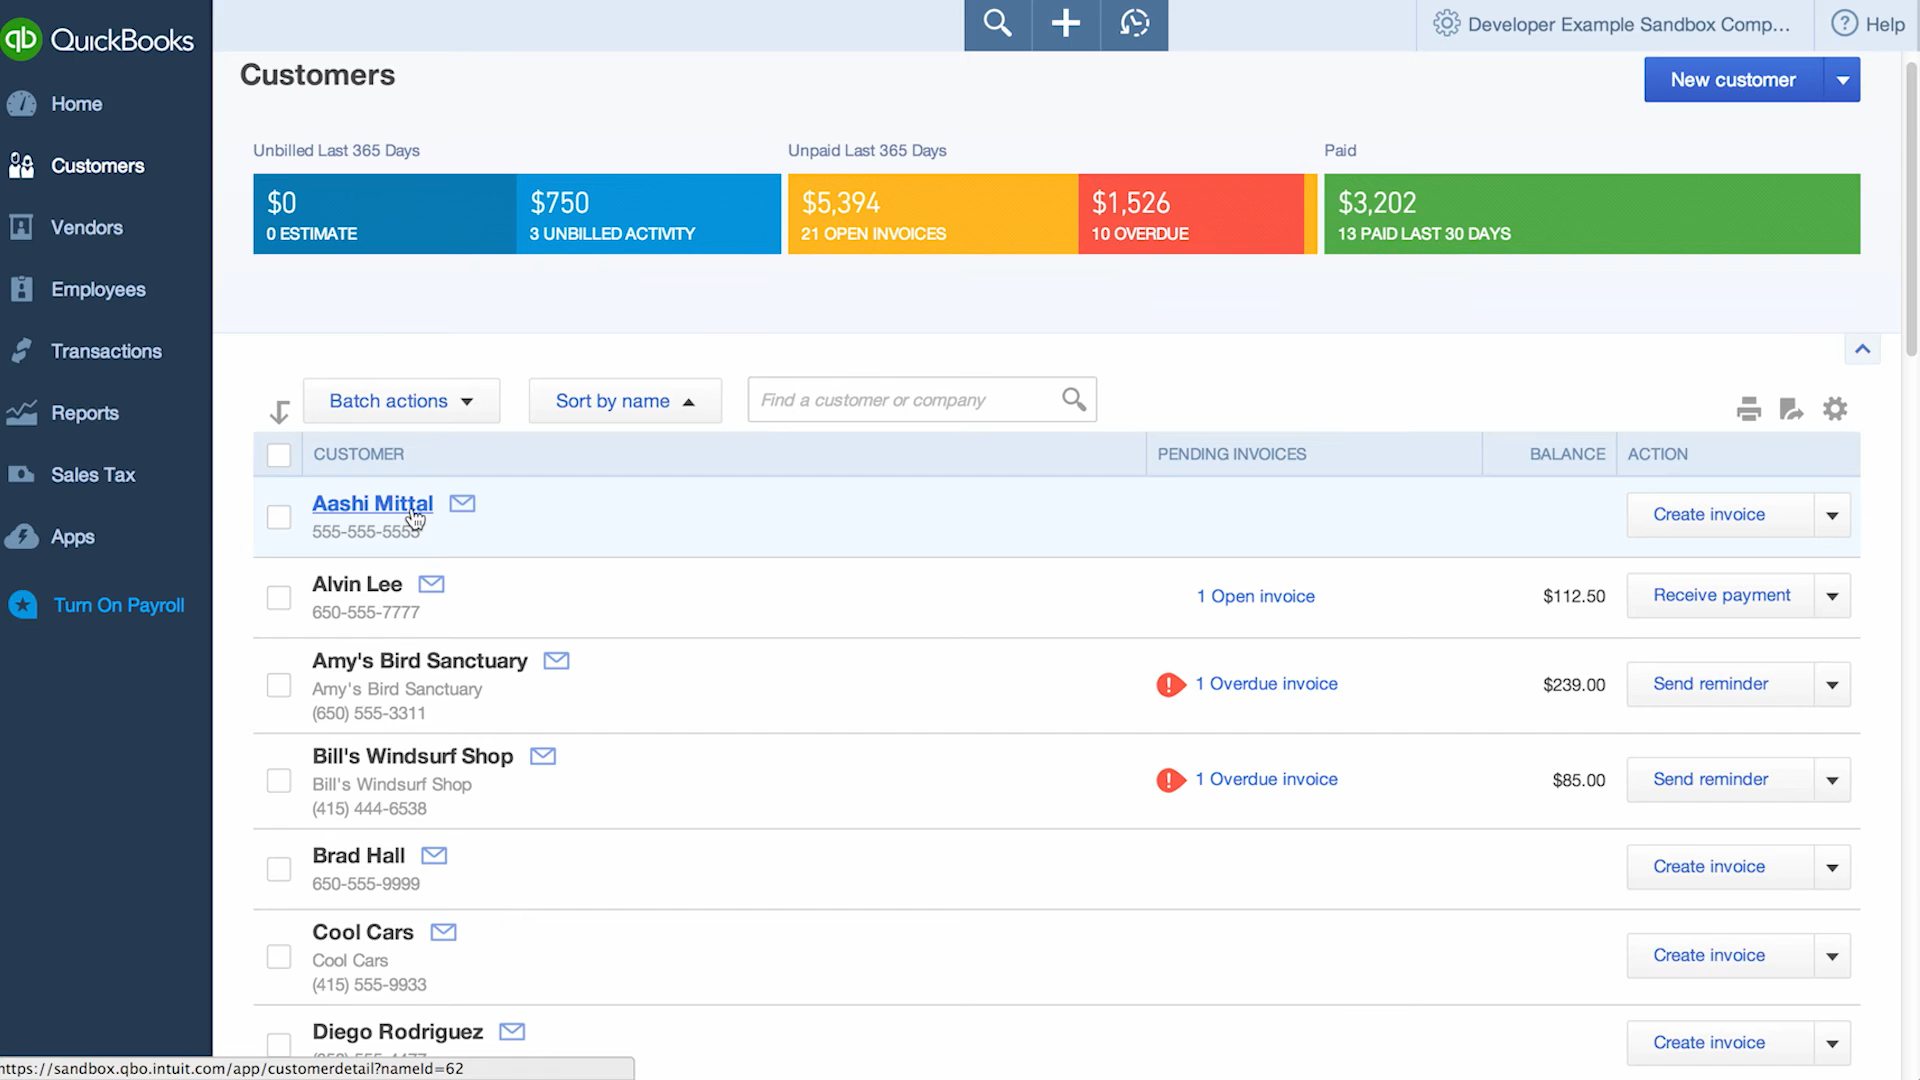 qb QuickBooks
Home
Customers
Vendors
Employees
Transactions
Reports
Sales Tax
Apps
Turn On Payroll
Developer Example Sandbox Comp...
? Help
Customers
New customer
Unbilled Last 365 Days
Unpaid Last 365 Days
Paid
$0
0 ESTIMATE
$750
3 UNBILLED ACTIVITY
$5,394
21 OPEN INVOICES
$1,526
10 OVERDUE
$3,202
13 PAID LAST 30 DAYS
Batch actions
Sort by name
Find a customer or company
CUSTOMER PENDING INVOICES BALANCE ACTION
Aashi Mittal
555-555-5555
Create invoice
Alvin Lee
650-555-7777
1 Open invoice $112.50 Receive payment
Amy's Bird Sanctuary
Amy's Bird Sanctuary
(650) 555-3311
! 1 Overdue invoice $239.00 Send reminder
Bill's Windsurf Shop
Bill's Windsurf Shop
(415) 444-6538
! 1 Overdue invoice $85.00 Send reminder
Brad Hall
650-555-9999
Create invoice
Cool Cars
Cool Cars
(415) 555-9933
Create invoice
Diego Rodriguez
Create invoice
https://sandbox.qbo.intuit.com/app/customerdetail?nameId=62